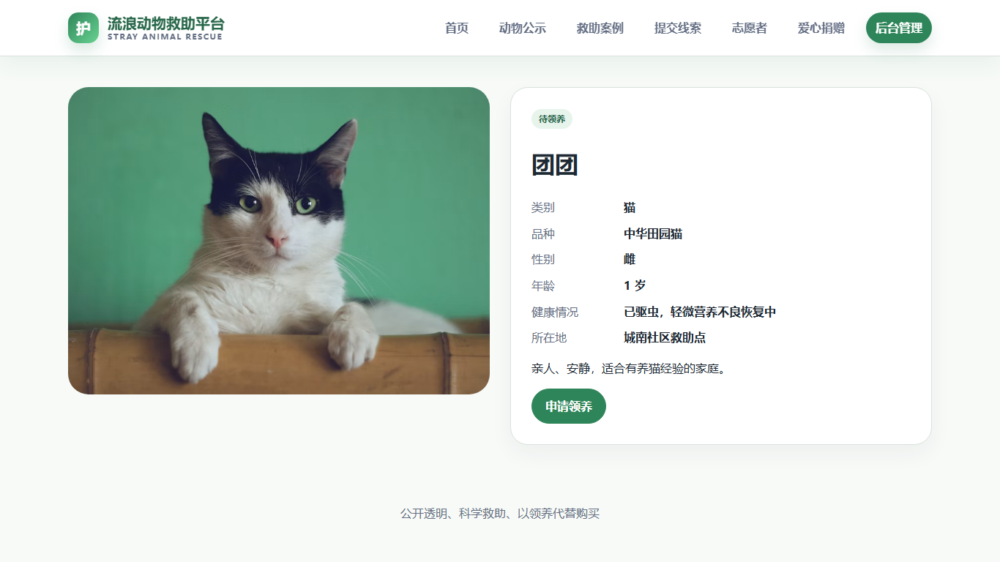 护
流浪动物救助平台
STRAY ANIMAL RESCUE
首页 动物公示 救助案例 提交线索 志愿者 爱心捐赠 后台管理
待领养
团团
类别 猫
品种 中华田园猫
性别 雌
年龄 1 岁
健康情况 已驱虫，轻微营养不良恢复中
所在地 城南社区救助点
亲人、安静，适合有养猫经验的家庭。
申请领养
公开透明、科学救助、以领养代替购买